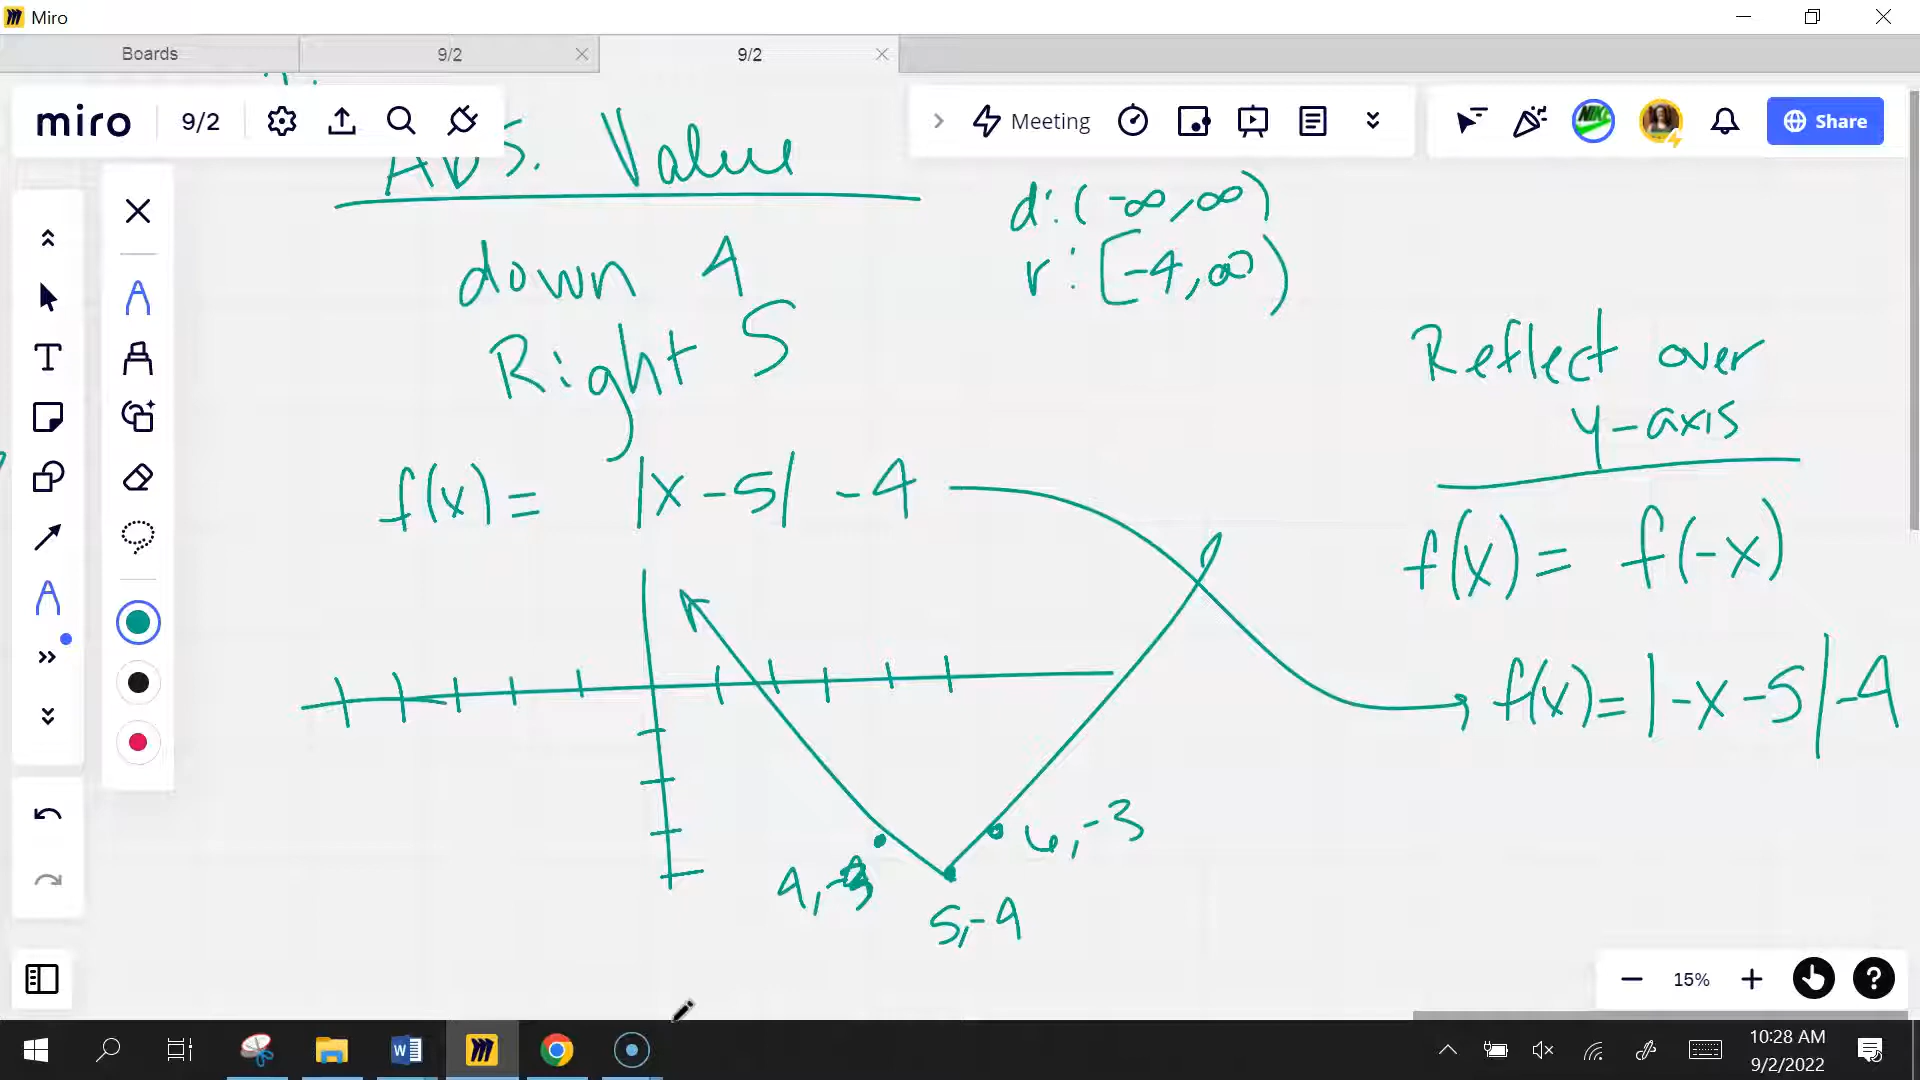 Miro
Boards
9/2
9/2
miro
9/2
Meeting
NIKE
Share
Abs. Value
d: (-∞, ∞)
r: [-4, ∞)
down 4
Right 5
Reflect over
y-axis
f(x) = |x - 5| - 4
f(x) = f(-x)
f(x) = |-x - 5| - 4
6, -3
4, -3
5, -4
15%
10:28 AM
9/2/2022